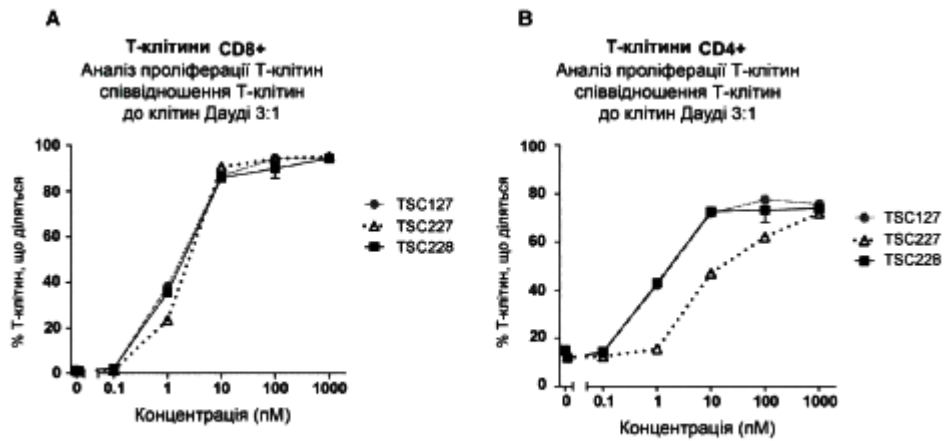 A
Т-клітини CD8+
Аналіз проліферації Т-клітин
співвідношення Т-клітин
до клітин Дауді 3:1
% Т-клітин, що діляться
100
80
60
40
20
0
0 0.1 1 10 100 1000
Концентрація (пМ)
TSC127
TSC227
TSC228
B
Т-клітини CD4+
Аналіз проліферації Т-клітин
співвідношення Т-клітин
до клітин Дауді 3:1
% Т-клітин, що діляться
100
80
60
40
20
0
0 0.1 1 10 100 1000
Концентрація (пМ)
TSC127
TSC227
TSC228